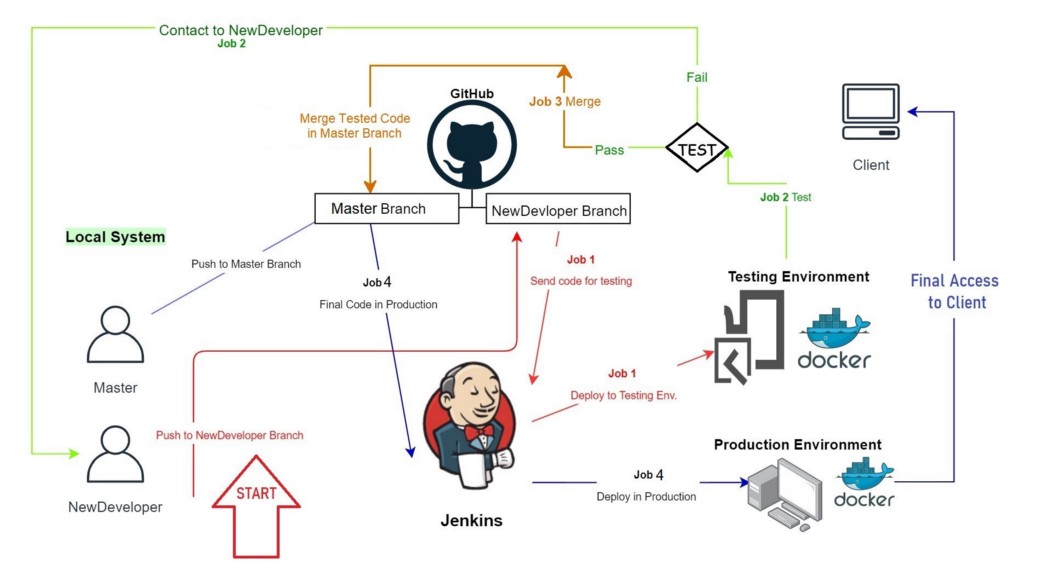 Contact to NewDeveloper
Job 2
Fail
GitHub
Job 3 Merge
Merge Tested Code
in Master Branch
Pass
TEST
Client
Job 2 Test
Master Branch
NewDevloper Branch
Local System
Push to Master Branch
Job 4
Final Code in Production
Job 1
Send code for testing
Testing Environment
docker
Final Access
to Client
Master
Job 1
Deploy to Testing Env.
Push to NewDeveloper Branch
NewDeveloper
START
Jenkins
Job 4
Deploy in Production
Production Environment
docker